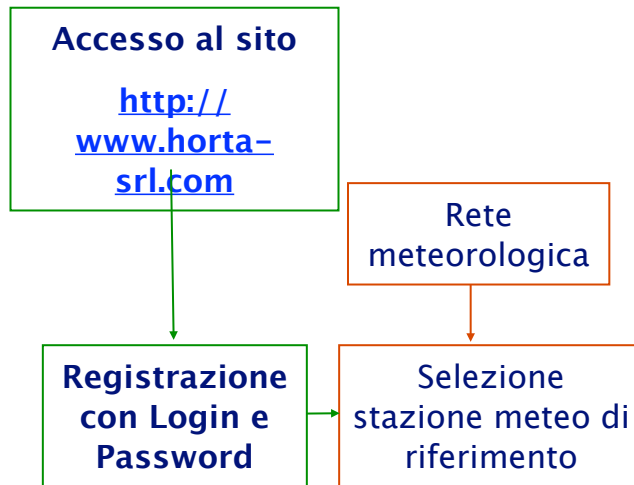 Accesso al sito
http://
www.horta-
srl.com
Rete
meteorologica
Registrazione
con Login e
Password
Selezione
stazione meteo di
riferimento